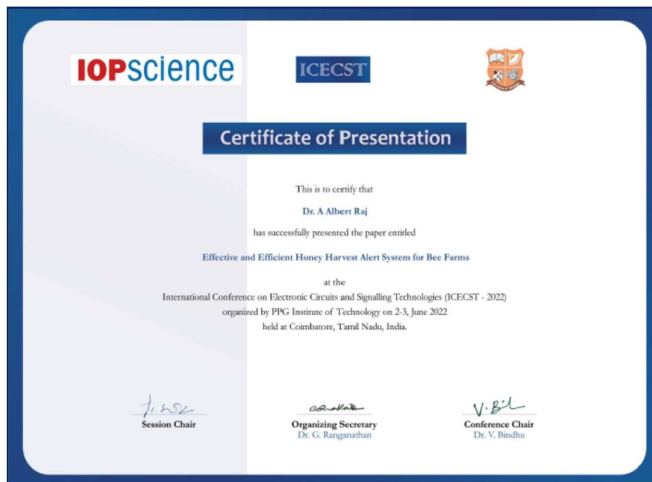 IOPscience
ICECST
Certificate of Presentation
This is to certify that
Dr. A Albert Raj
has successfully presented the paper entitled
Effective and Efficient Honey Harvest Alert System for Bee Farms
at the
International Conference on Electronic Circuits and Signalling Technologies (ICECST - 2022)
organized by PPG Institute of Technology on 2-3, June 2022
held at Coimbatore, Tamil Nadu, India.
V. Bil
Session Chair
Organizing Secretary
Conference Chair
Dr. G. Ranganathan
Dr. V. Bindhu